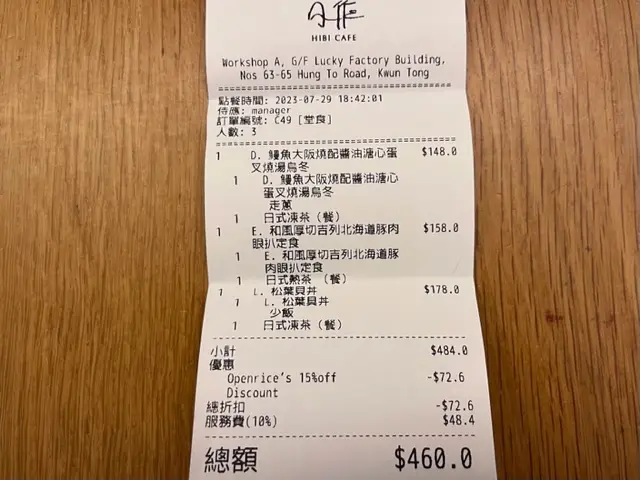 HIBI CAFE
Workshop A, G/F Lucky Factory Building,
Nos 63-65 Hung To Road, Kwun Tong
點餐時間: 2023-07-29 18:42:01
侍應: manager
訂單編號: C49 [堂食]
人數: 3
1 D. 鰻魚大阪燒配醬油溏心蛋 $148.0
叉燒湯烏冬
1 D. 鰻魚大阪燒配醬油溏心
蛋叉燒湯烏冬
走蔥
1 日式凍茶 (餐)
1 E. 和風厚切吉列北海道豚肉 $158.0
眼扒定食
1 E. 和風厚切吉列北海道豚
肉眼扒定食
1 日式熱茶 (餐)
1 L. 松葉貝丼 $178.0
1 L. 松葉貝丼
少飯
1 日式凍茶 (餐)
小計 $484.0
優惠
Openrice's 15%off -$72.6
Discount
總折扣 -$72.6
服務費(10%) $48.4
總額 $460.0